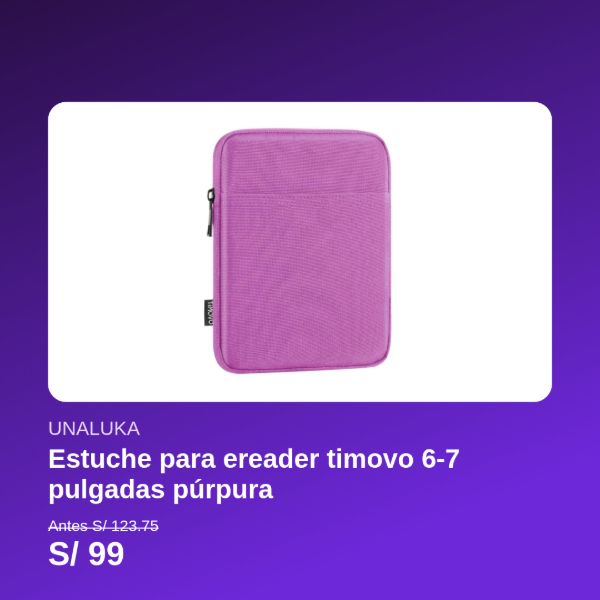 UNALUKA
Estuche para ereader timovo 6-7
pulgadas púrpura
Antes S/ 123.75
S/ 99